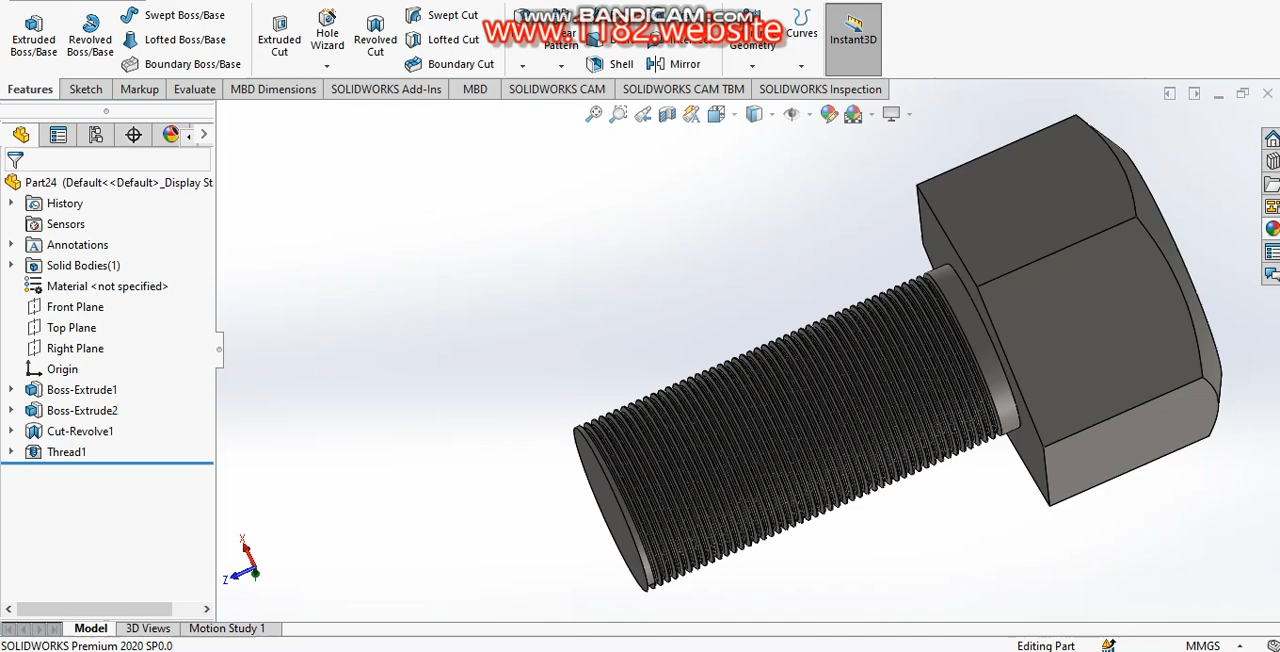 www.BANDICAM.com
www.1182.website
Extruded Boss/Base
Revolved Boss/Base
Swept Boss/Base
Lofted Boss/Base
Boundary Boss/Base
Extruded Cut
Hole Wizard
Revolved Cut
Swept Cut
Lofted Cut
Boundary Cut
Pattern
Shell
Mirror
Geometry
Curves
Instant3D
Features
Sketch
Markup
Evaluate
MBD Dimensions
SOLIDWORKS Add-Ins
MBD
SOLIDWORKS CAM
SOLIDWORKS CAM TBM
SOLIDWORKS Inspection
Part24 (Default<<Default>_Display St
History
Sensors
Annotations
Solid Bodies(1)
Material <not specified>
Front Plane
Top Plane
Right Plane
Origin
Boss-Extrude1
Boss-Extrude2
Cut-Revolve1
Thread1
X
Z
Model
3D Views
Motion Study 1
SOLIDWORKS Premium 2020 SP0.0
Editing Part
MMGS